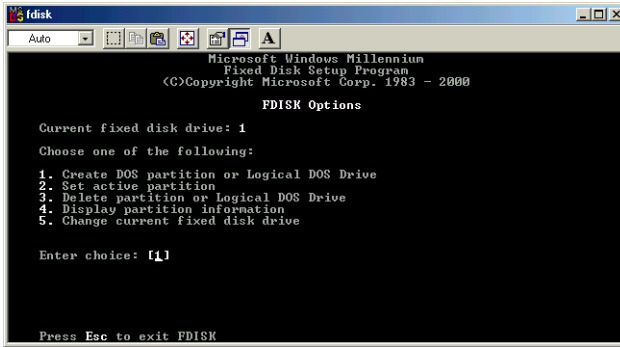 fdisk
Auto
A
Microsoft Windows Millennium
Fixed Disk Setup Program
(C)Copyright Microsoft Corp. 1983 - 2000
FDISK Options
Current fixed disk drive: 1
Choose one of the following:
1. Create DOS partition or Logical DOS Drive
2. Set active partition
3. Delete partition or Logical DOS Drive
4. Display partition information
5. Change current fixed disk drive
Enter choice: [1]
Press Esc to exit FDISK